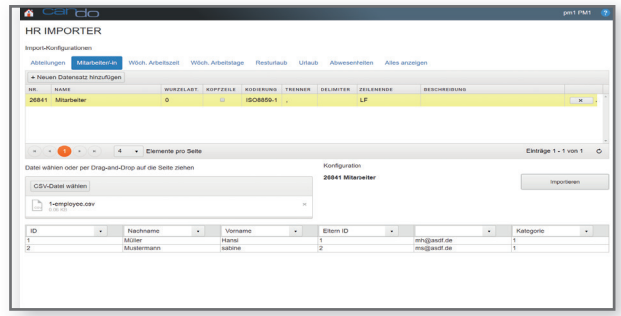 can do
pm1 PM1 ?
HR IMPORTER
Import-Konfigurationen
Abteilungen Mitarbeiter/-in Wöch. Arbeitszeit Wöch. Arbeitstage Resturlaub Urlaub Abwesenheiten Alles anzeigen
+ Neuen Datensatz hinzufügen
NR. NAME WURZELABT. KOPFZEILE KODIERUNG TRENNER DELIMITER ZEILENENDE BESCHREIBUNG
26841 Mitarbeiter 0 ISO8859-1 , LF ×
1 4 Elemente pro Seite Einträge 1 - 1 von 1
Datei wählen oder per Drag-and-Drop auf die Seite ziehen
Konfiguration
26841 Mitarbeiter
CSV-Datei wählen
Importieren
1-employee.csv
ID Nachname Vorname Eltern ID Kategorie
1 Müller Hansi 1 mh@asdf.de 1
2 Mustermann sabine 2 ms@asdf.de 1